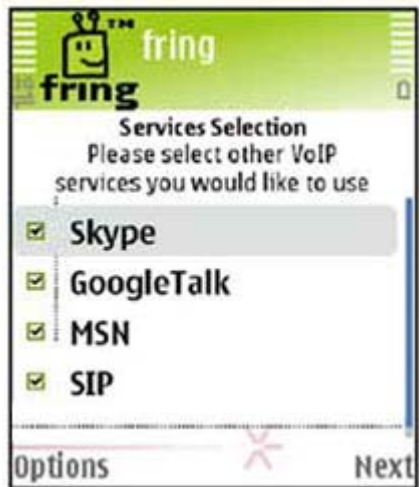 fring
TM
fring
Services Selection
Please select other VoIP
services you would like to use
Skype
GoogleTalk
MSN
SIP
Options Next